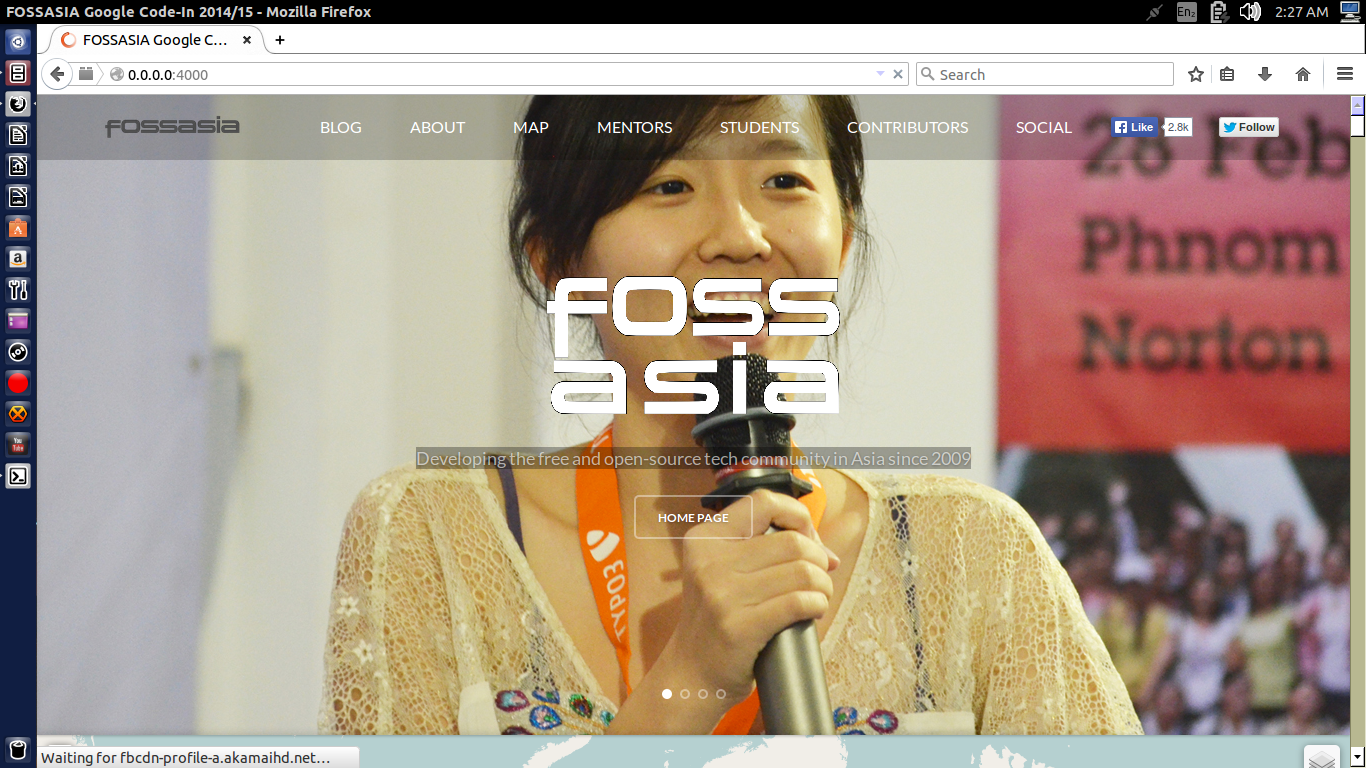 FOSSASIA Google Code-In 2014/15 - Mozilla Firefox
En2
2:27 AM
FOSSASIA Google C...
0.0.0.0:4000
Search
fossasia
BLOG
ABOUT
MAP
MENTORS
STUDENTS
CONTRIBUTORS
SOCIAL
Like
2.8k
Follow
28 Feb
Phnom
Norton
foss
asia
Developing the free and open-source tech community in Asia since 2009
HOME PAGE
TYPO3
You
Tube
Waiting for fbcdn-profile-a.akamaihd.net...